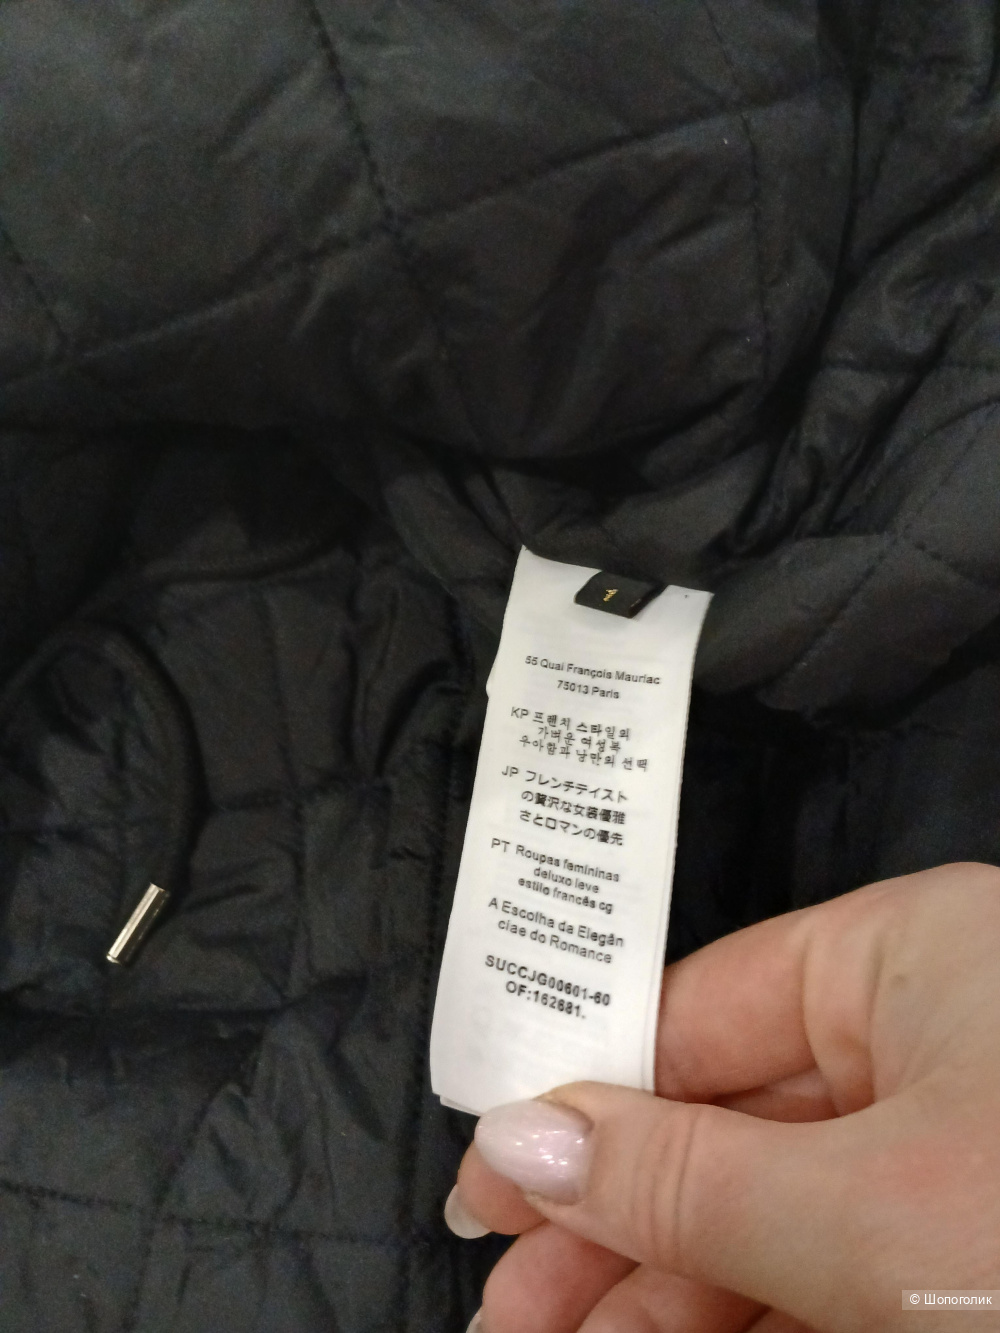 55 Quai François Mauriac
75013 Paris
KP 프렌치 스타일의
가벼운 여성복
우아함과 낭만의 선택
JP フレンチテイスト
の贅沢な女装優雅
さとロマンの優先
PT Roupas femininas
deluxo leve
estilo francês cg
A Escolha da Elegân
ciae do Romance
SUCCJG00601-60
OF:162681.
© Шопоголик